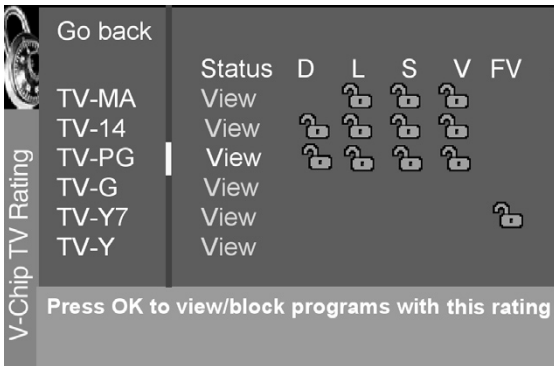 Go back
Status D L S V FV
TV-MA View
TV-14 View
TV-PG View
TV-G View
TV-Y7 View
TV-Y View
V-Chip TV Rating
Press OK to view/block programs with this rating